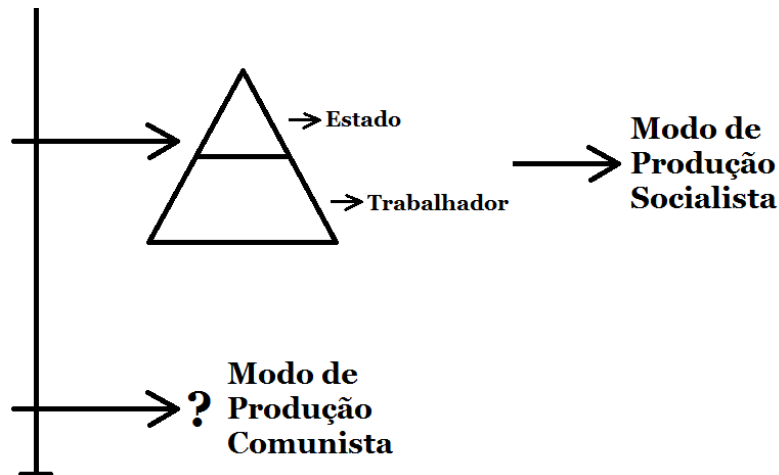 Estado
Modo de
Produção
Socialista
Trabalhador
?
Modo de
Produção
Comunista